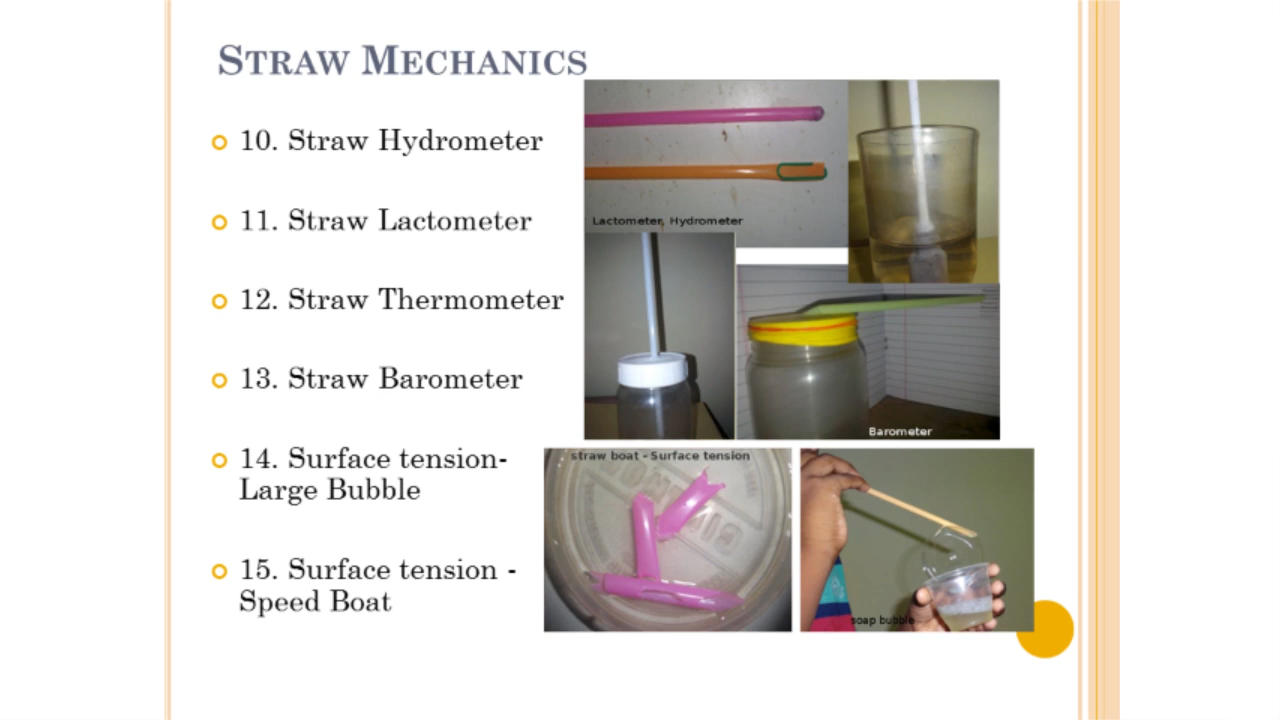 STRAW MECHANICS
10. Straw Hydrometer
11. Straw Lactometer
12. Straw Thermometer
13. Straw Barometer
14. Surface tension-
Large Bubble
15. Surface tension -
Speed Boat
Lactometer, Hydrometer
Barometer
straw boat - Surface tension
soap bubble